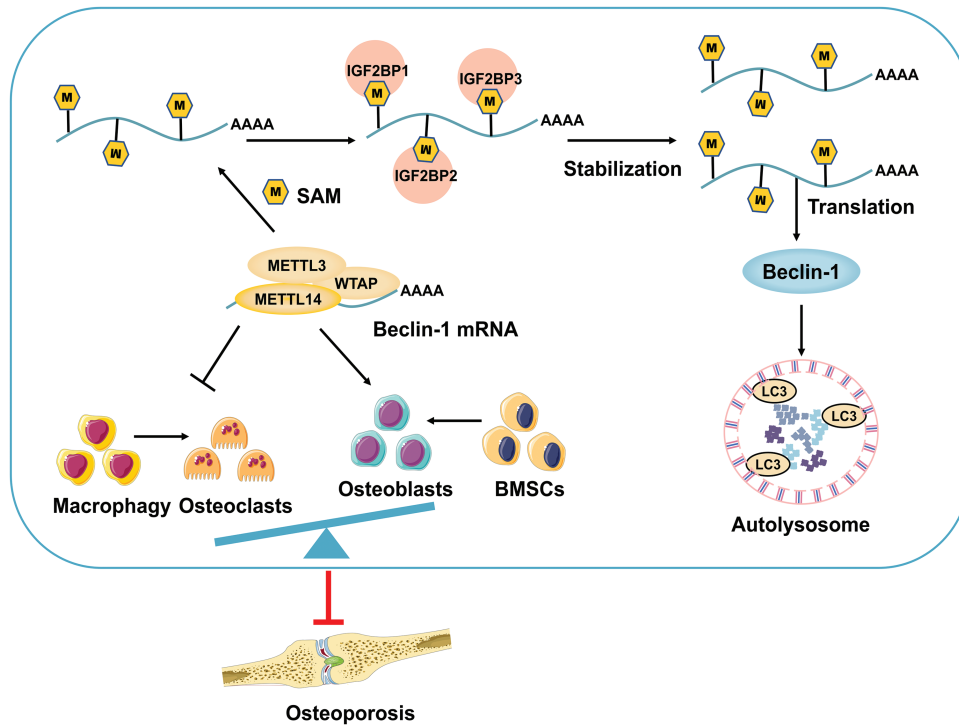 M
M
M
AAAA
IGF2BP1
M
IGF2BP3
M
M
IGF2BP2
AAAA
Stabilization
M
M
M
AAAA
M
M
M
AAAA
Translation
M
SAM
METTL3
WTAP
METTL14
AAAA
Beclin-1 mRNA
Beclin-1
LC3
LC3
LC3
Autolysosome
Macrophagy
Osteoclasts
Osteoblasts
BMSCs
Osteoporosis